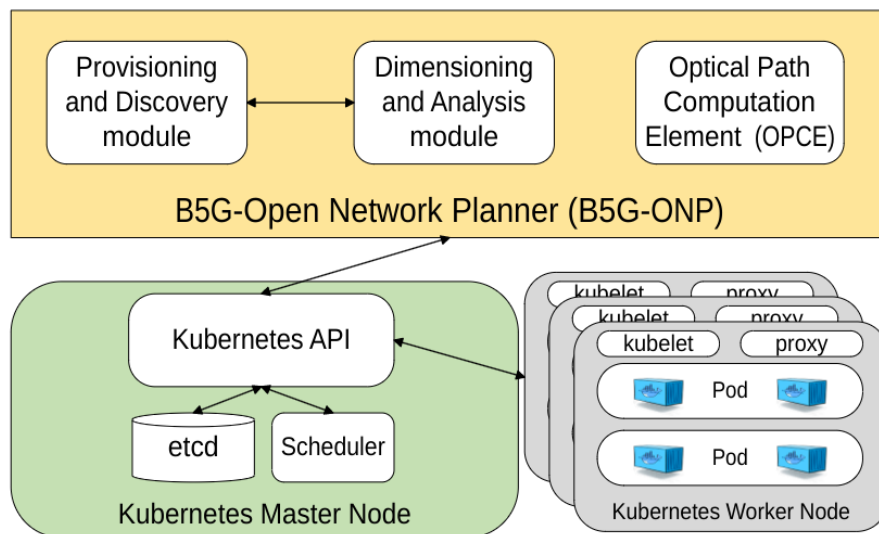 Provisioning
and Discovery
module
Dimensioning
and Analysis
module
Optical Path
Computation
Element (OPCE)
B5G-Open Network Planner (B5G-ONP)
Kubernetes API
etcd
Scheduler
Kubernetes Master Node
kubelet proxy
kubelet proxy
kubelet proxy
Pod
Pod
Kubernetes Worker Node